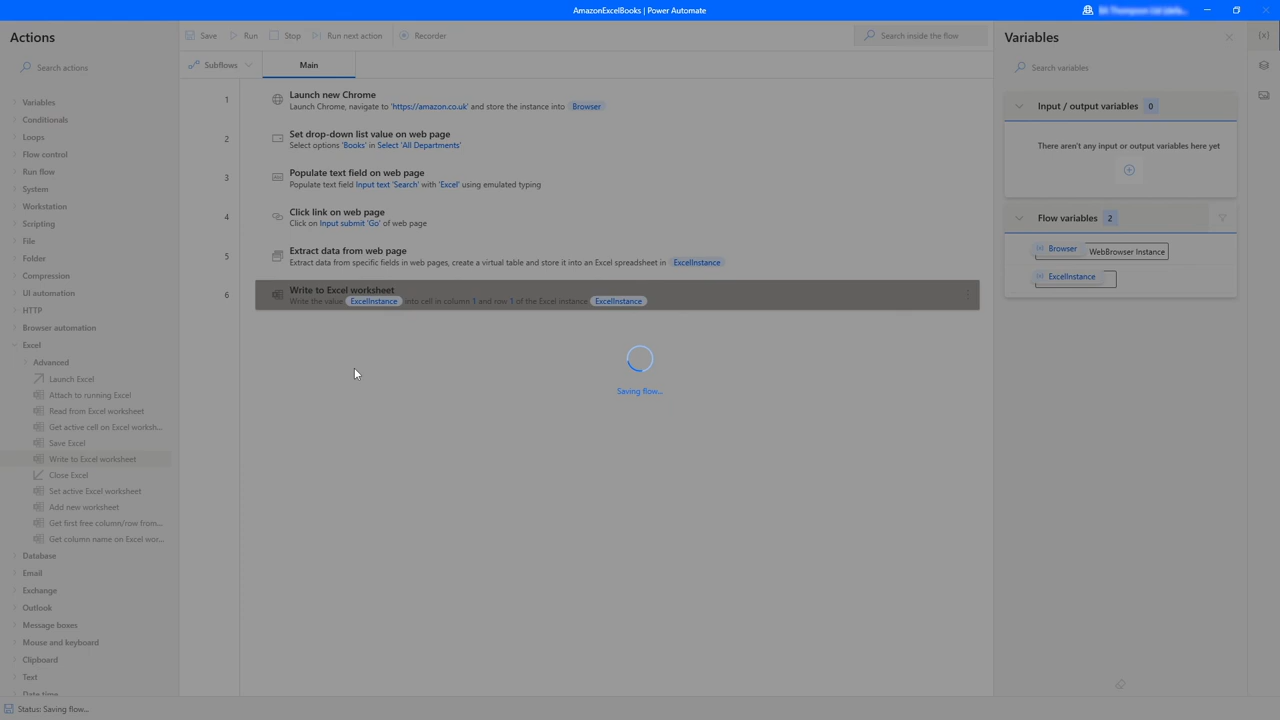 AmazonExcelBooks | Power Automate
Actions
Search actions
Variables
Conditionals
Loops
Flow control
Run flow
System
Workstation
Scripting
File
Folder
Compression
UI automation
HTTP
Browser automation
Excel
Advanced
Launch Excel
Attach to running Excel
Read from Excel worksheet
Get active cell on Excel worksh...
Save Excel
Write to Excel worksheet
Close Excel
Set active Excel worksheet
Add new worksheet
Get first free column/row from...
Get column name on Excel wor...
Database
Email
Exchange
Outlook
Message boxes
Mouse and keyboard
Clipboard
Text
Date time
Save
Run
Stop
Run next action
Recorder
Search inside the flow
Subflows
Main
1
Launch new Chrome
Launch Chrome, navigate to 'https://amazon.co.uk' and store the instance into Browser
2
Set drop-down list value on web page
Select options 'Books' in Select 'All Departments'
3
Populate text field on web page
Populate text field Input text 'Search' with 'Excel' using emulated typing
4
Click link on web page
Click on Input submit 'Go' of web page
5
Extract data from web page
Extract data from specific fields in web pages, create a virtual table and store it into an Excel spreadsheet in ExcelInstance
6
Write to Excel worksheet
Write the value ExcelInstance into cell in column 1 and row 1 of the Excel instance ExcelInstance
Saving flow...
Variables
{x}
Search variables
Input / output variables 0
There aren't any input or output variables here yet
Flow variables 2
Browser WebBrowser Instance
ExcelInstance
Status: Saving flow...